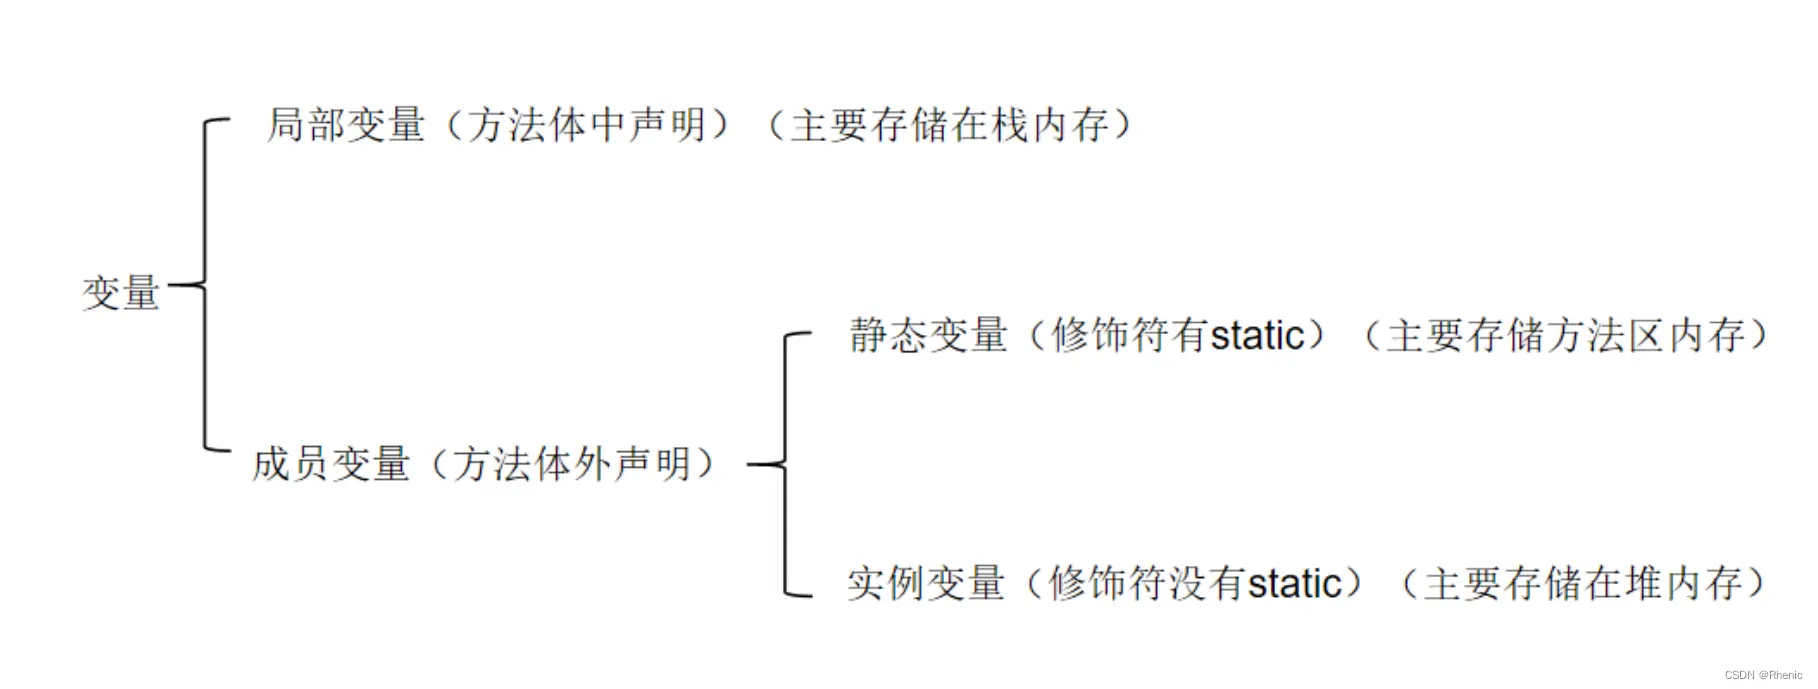 局部变量（方法体中声明）（主要存储在栈内存）
变量
静态变量（修饰符有static）（主要存储方法区内存）
成员变量（方法体外声明）
实例变量（修饰符没有static）（主要存储在堆内存）
CSDN @Rhenic